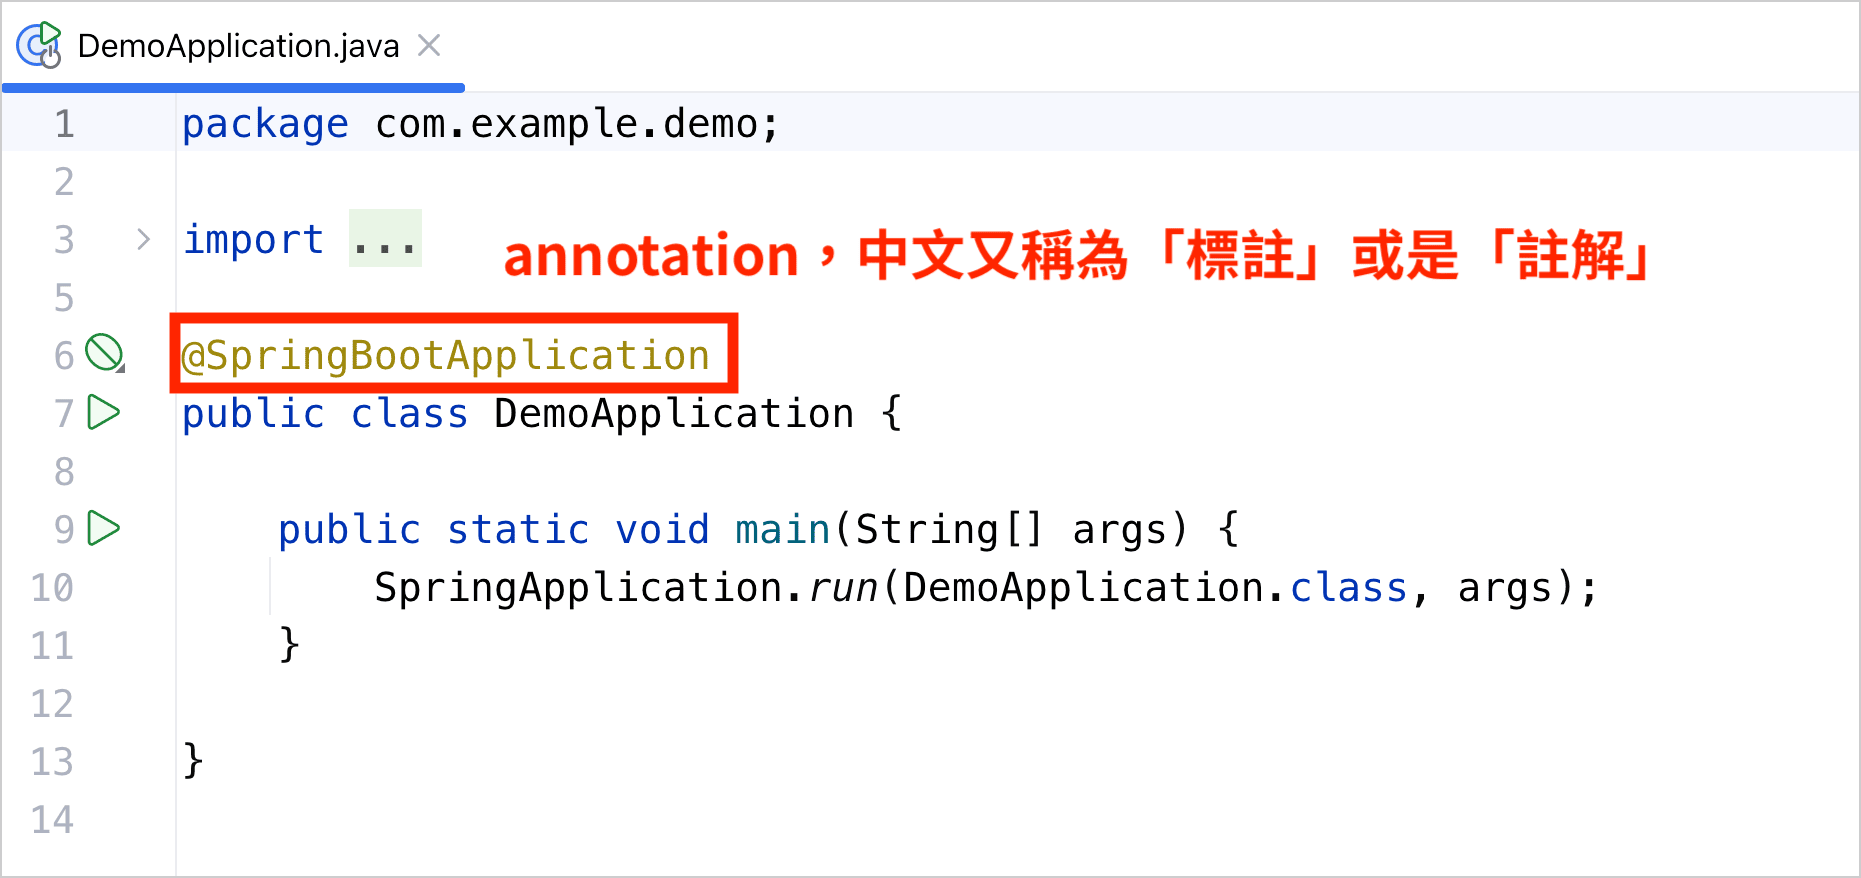 DemoApplication.java
1 package com.example.demo;
2
3 import ...
annotation，中文又稱為「標註」或是「註解」
5
6 @SpringBootApplication
7 public class DemoApplication {
8
9 public static void main(String[] args) {
10 SpringApplication.run(DemoApplication.class, args);
11 }
12
13 }
14